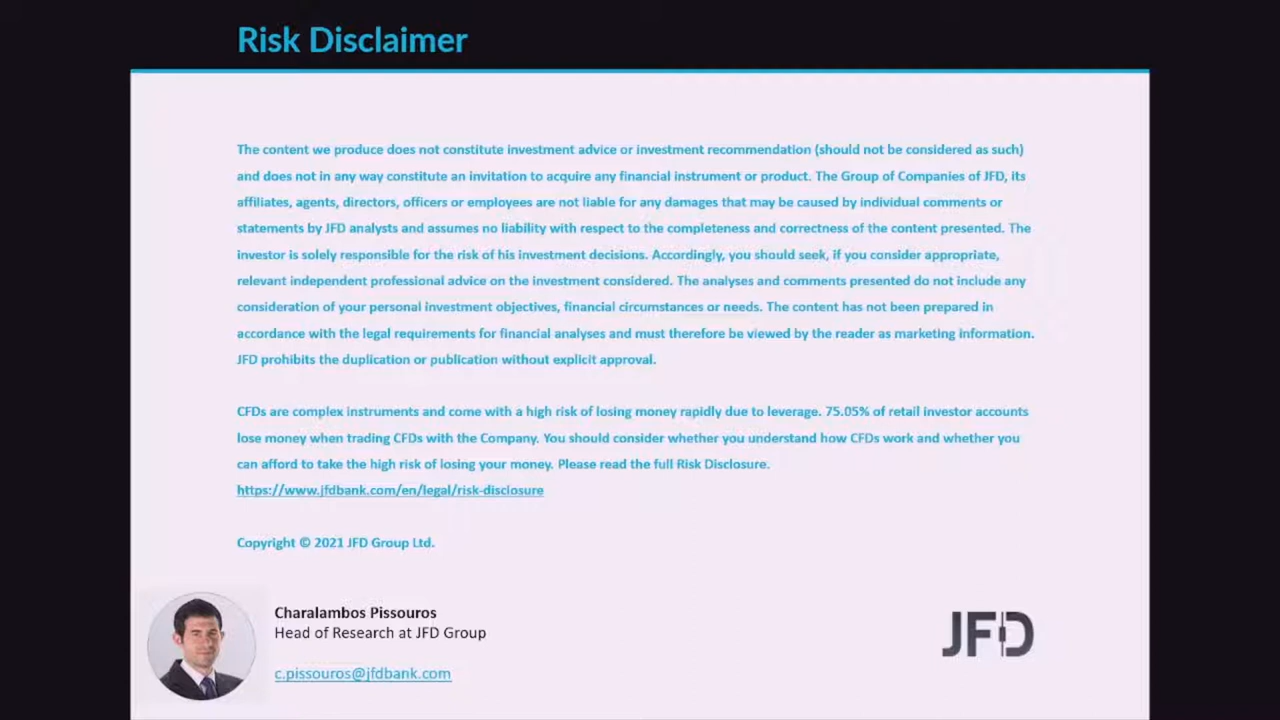 Risk Disclaimer
The content we produce does not constitute investment advice or investment recommendation (should not be considered as such)
and does not in any way constitute an invitation to acquire any financial instrument or product. The Group of Companies of JFD, its
affiliates, agents, directors, officers or employees are not liable for any damages that may be caused by individual comments or
statements by JFD analysts and assumes no liability with respect to the completeness and correctness of the content presented. The
investor is solely responsible for the risk of his investment decisions. Accordingly, you should seek, if you consider appropriate,
relevant independent professional advice on the investment considered. The analyses and comments presented do not include any
consideration of your personal investment objectives, financial circumstances or needs. The content has not been prepared in
accordance with the legal requirements for financial analyses and must therefore be viewed by the reader as marketing information.
JFD prohibits the duplication or publication without explicit approval.
CFDs are complex instruments and come with a high risk of losing money rapidly due to leverage. 75.05% of retail investor accounts
lose money when trading CFDs with the Company. You should consider whether you understand how CFDs work and whether you
can afford to take the high risk of losing your money. Please read the full Risk Disclosure.
https://www.jfdbank.com/en/legal/risk-disclosure
Copyright © 2021 JFD Group Ltd.
Charalambos Pissouros
Head of Research at JFD Group
c.pissouros@jfdbank.com
JFD